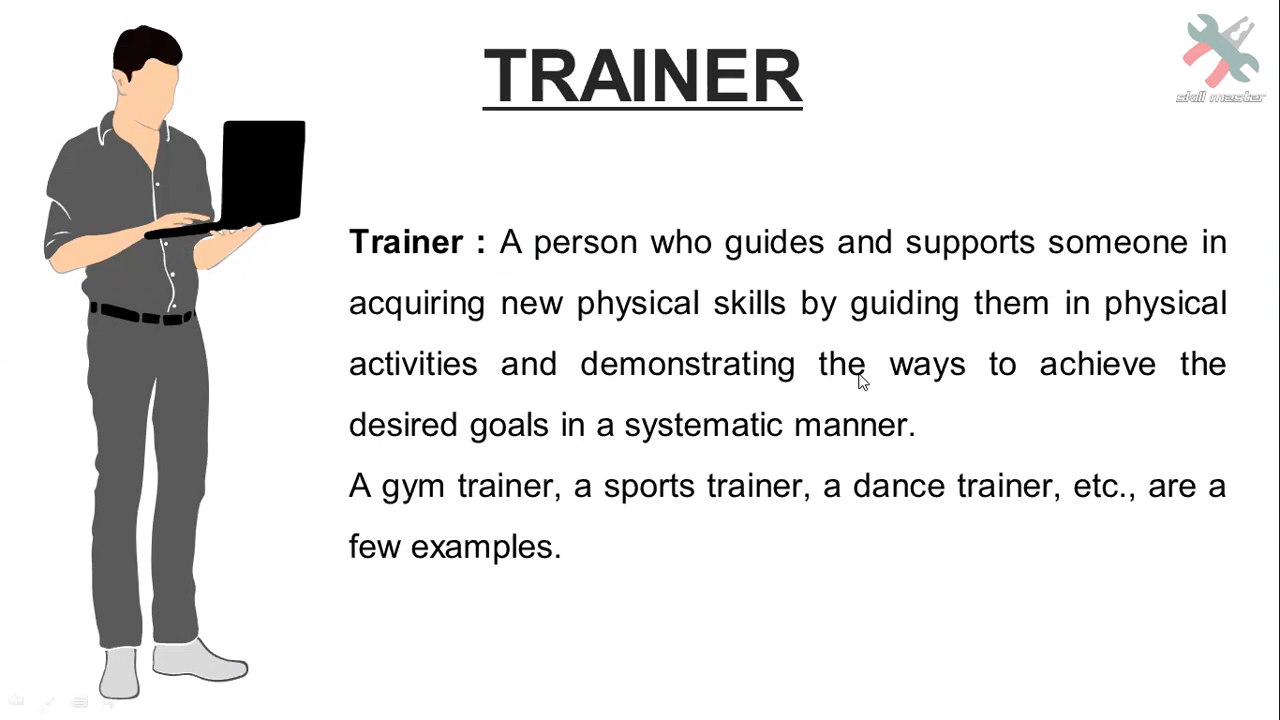 TRAINER
skill master
Trainer : A person who guides and supports someone in
acquiring new physical skills by guiding them in physical
activities and demonstrating the ways to achieve the
desired goals in a systematic manner.
A gym trainer, a sports trainer, a dance trainer, etc., are a
few examples.